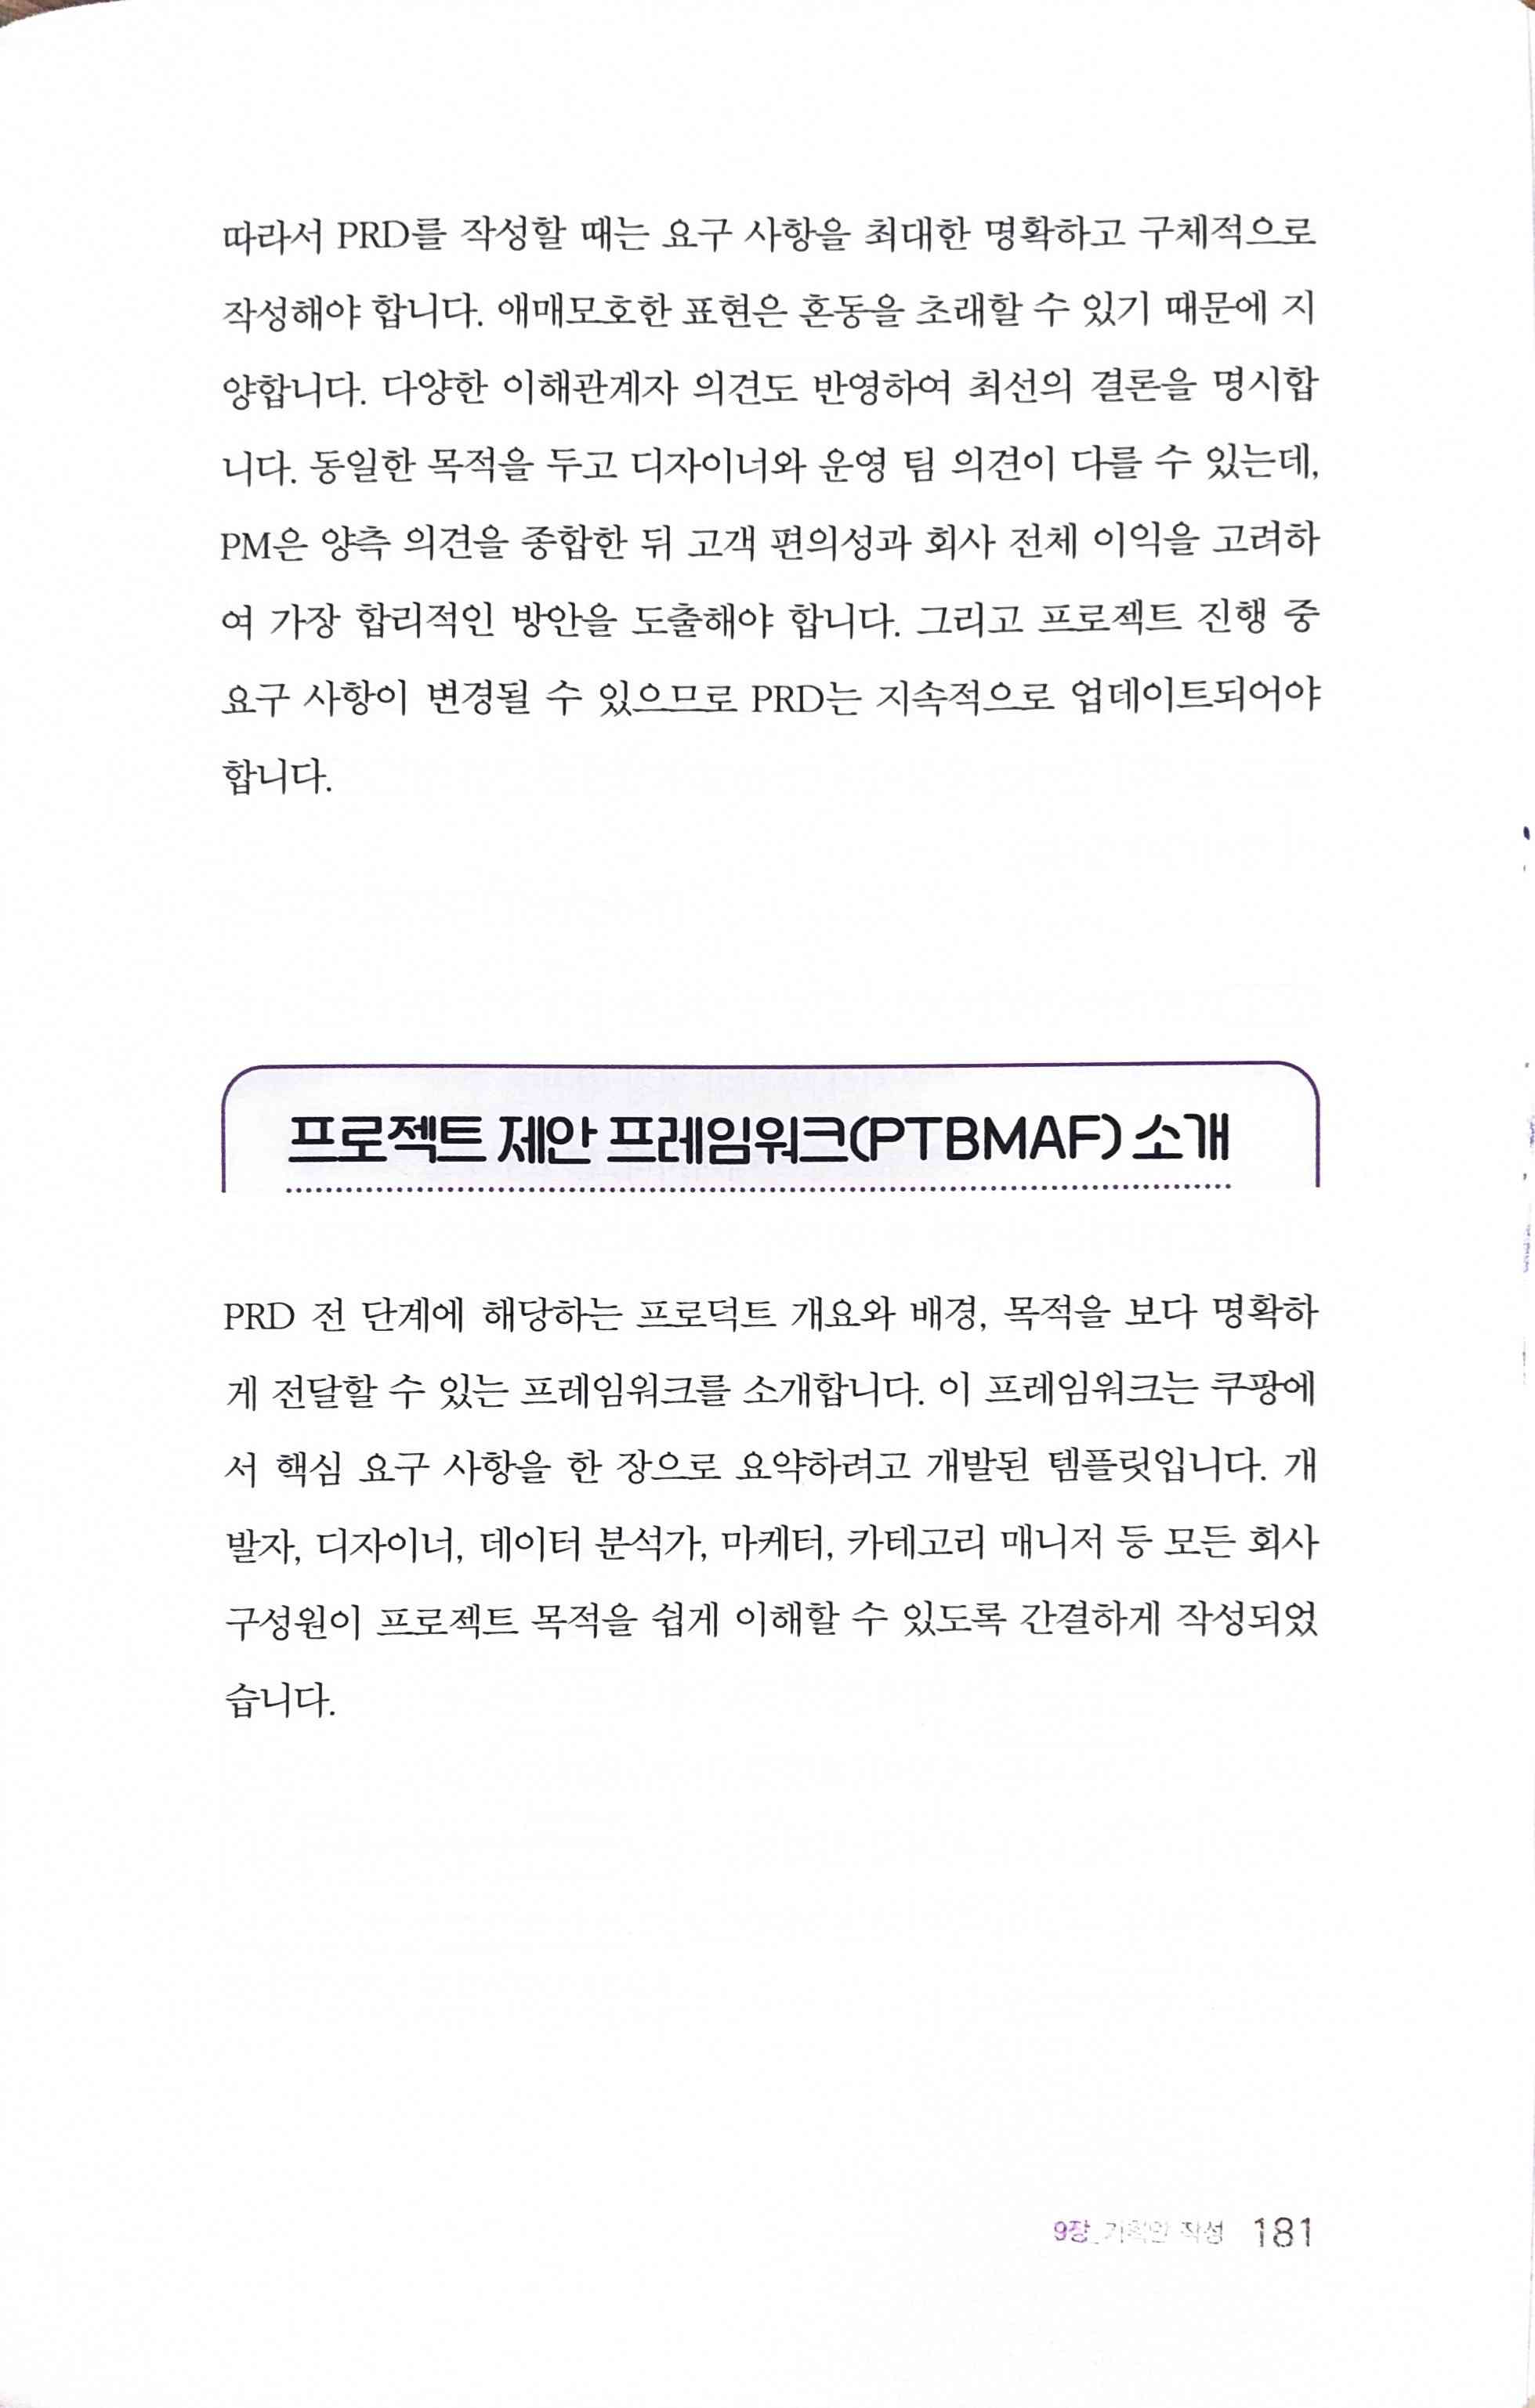 따라서 PRD를 작성할 때는 요구 사항을 최대한 명확하고 구체적으로
작성해야 합니다. 애매모호한 표현은 혼동을 초래할 수 있기 때문에 지
양합니다. 다양한 이해관계자 의견도 반영하여 최선의 결론을 명시합
니다. 동일한 목적을 두고 디자이너와 운영 팀 의견이 다를 수 있는데,
PM은 양측 의견을 종합한 뒤 고객 편의성과 회사 전체 이익을 고려하
여 가장 합리적인 방안을 도출해야 합니다. 그리고 프로젝트 진행 중
요구 사항이 변경될 수 있으므로 PRD는 지속적으로 업데이트되어야
합니다.
프로젝트 제안 프레임워크(PTBMAF) 소개
PRD 전 단계에 해당하는 프로덕트 개요와 배경, 목적을 보다 명확하
게 전달할 수 있는 프레임워크를 소개합니다. 이 프레임워크는 쿠팡에
서 핵심 요구 사항을 한 장으로 요약하려고 개발된 템플릿입니다. 개
발자, 디자이너, 데이터 분석가, 마케터, 카테고리 매니저 등 모든 회사
구성원이 프로젝트 목적을 쉽게 이해할 수 있도록 간결하게 작성되었
습니다.
9장_기획안 작성 181